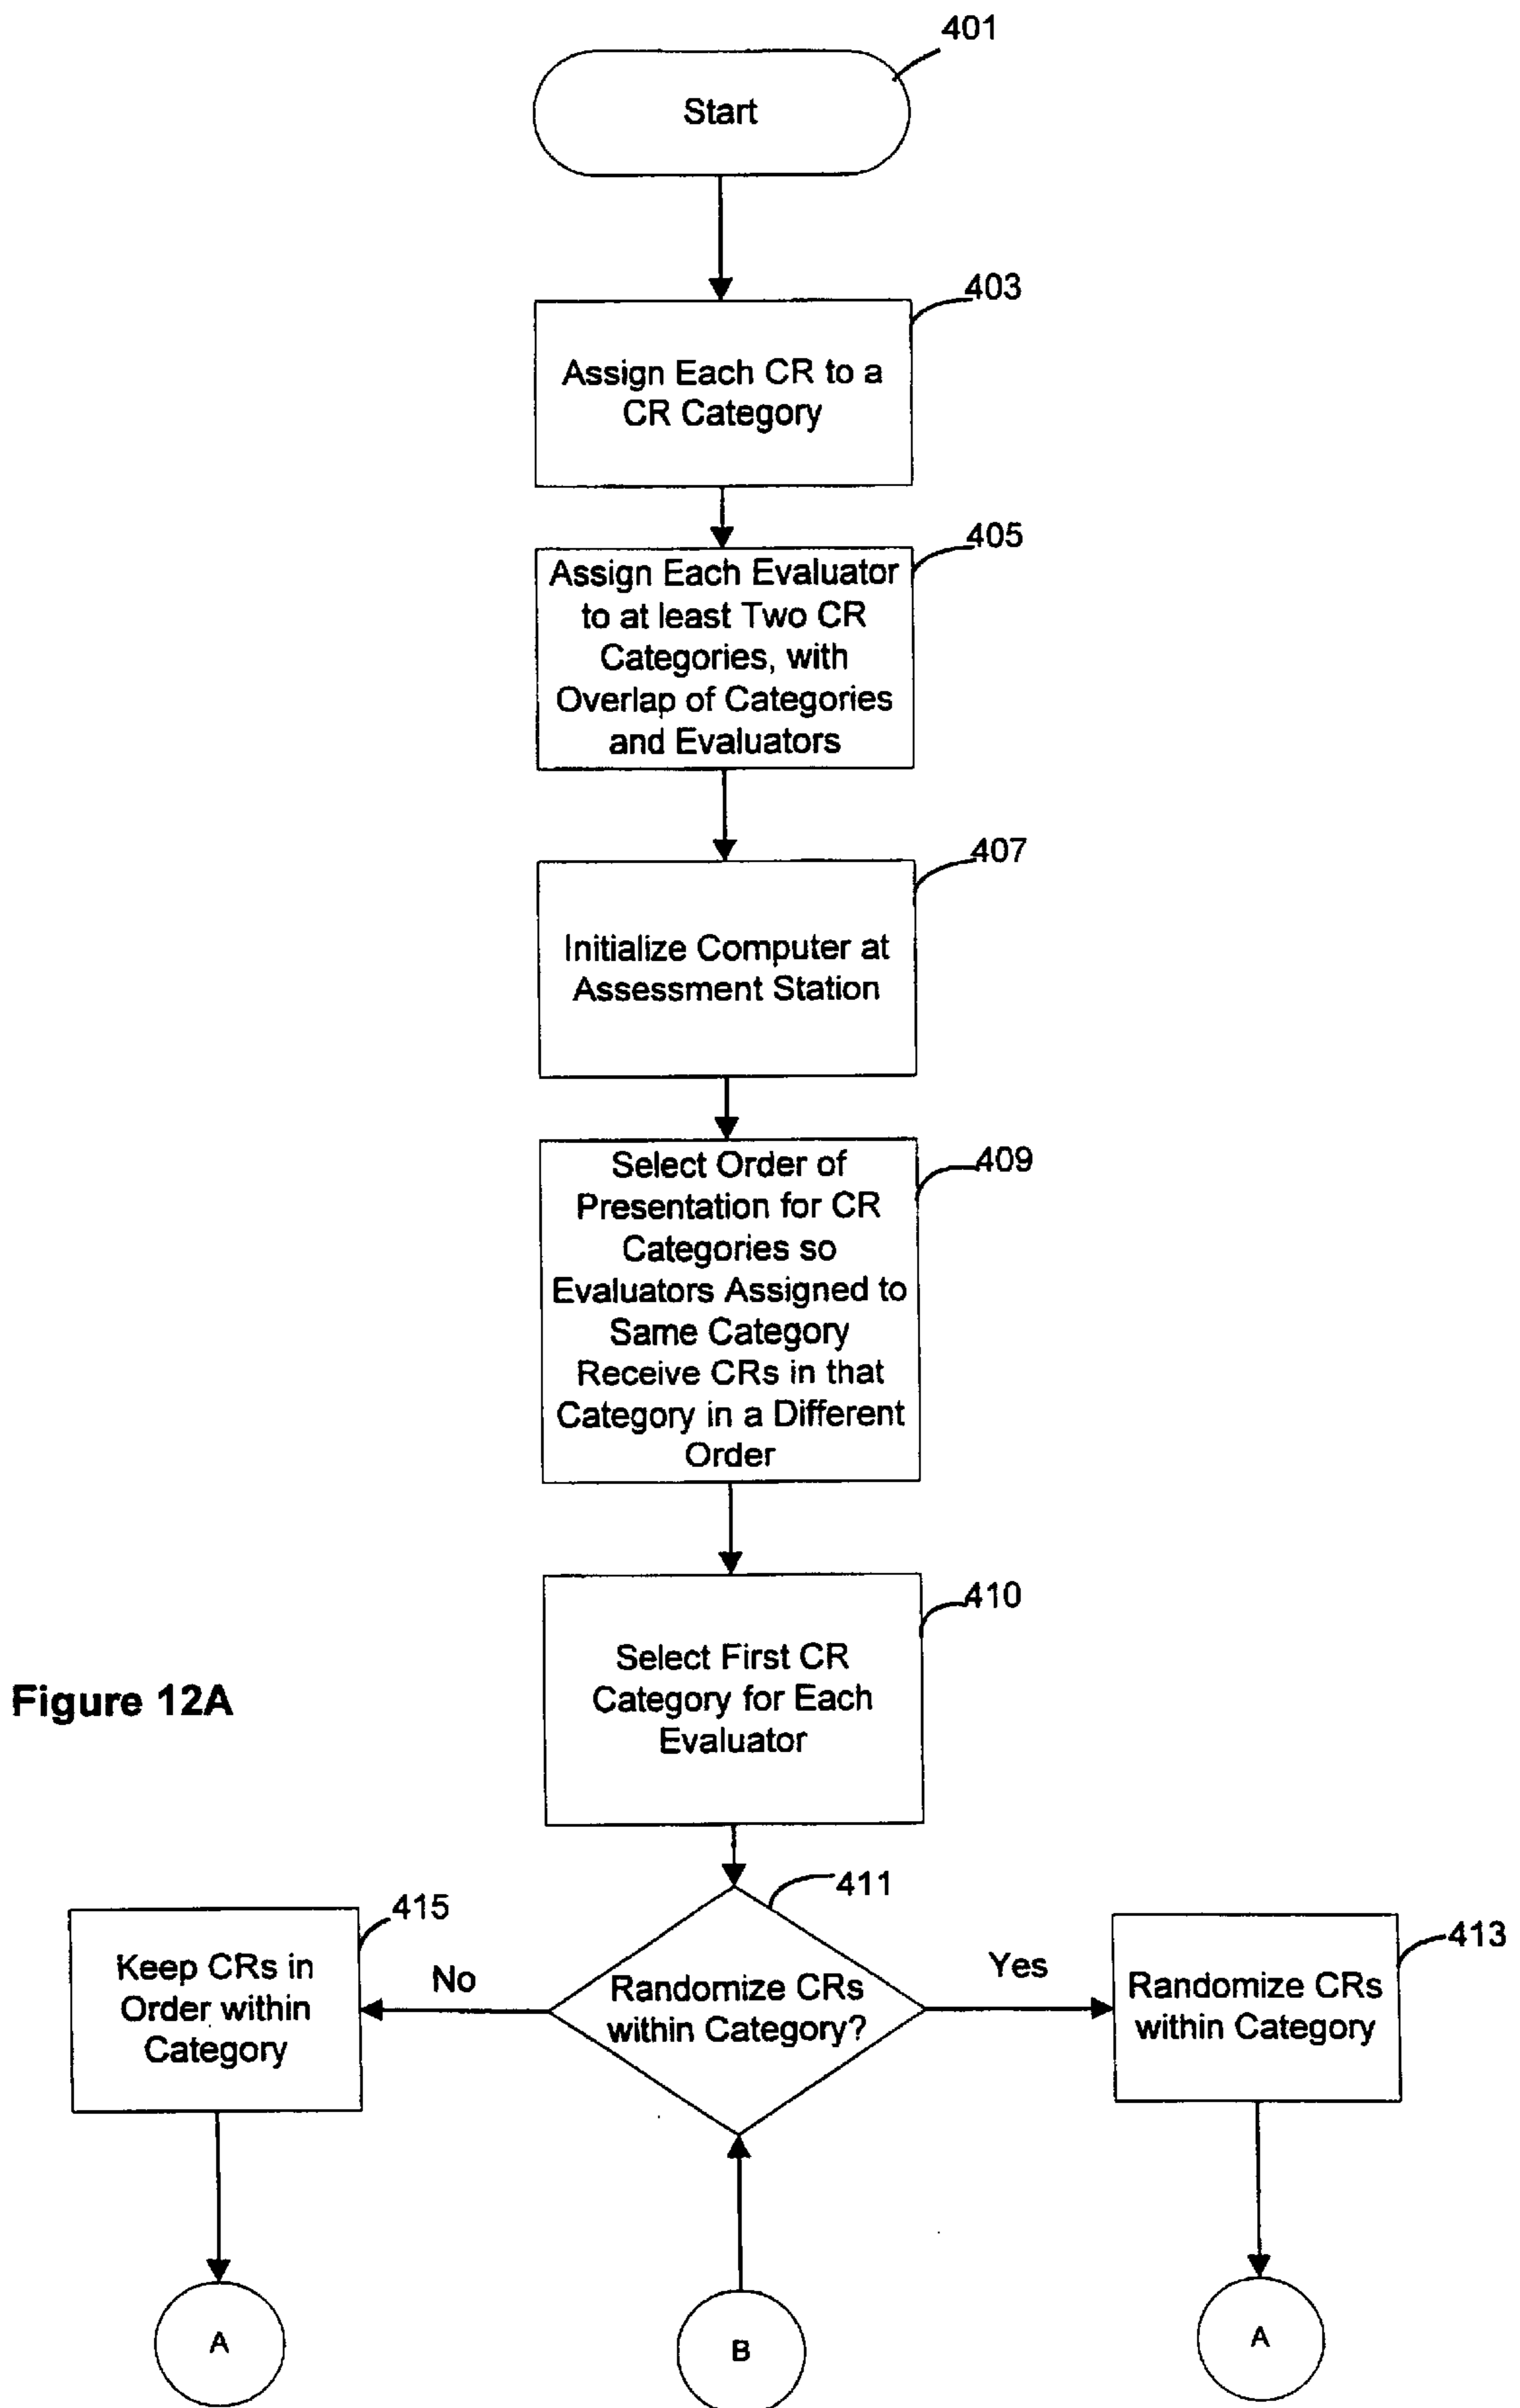 401
Start
403
Assign Each CR to a
CR Category
405
Assign Each Evaluator
to at least Two CR
Categories, with
Overlap of Categories
and Evaluators
407
Initialize Computer at
Assessment Station
409
Select Order of
Presentation for CR
Categories so
Evaluators Assigned to
Same Category
Receive CRs in that
Category in a Different
Order
410
Select First CR
Category for Each
Evaluator
Figure 12A
411
415
Keep CRs in
Order within
Category
No
Randomize CRs
within Category?
Yes
413
Randomize CRs
within Category
A
B
A